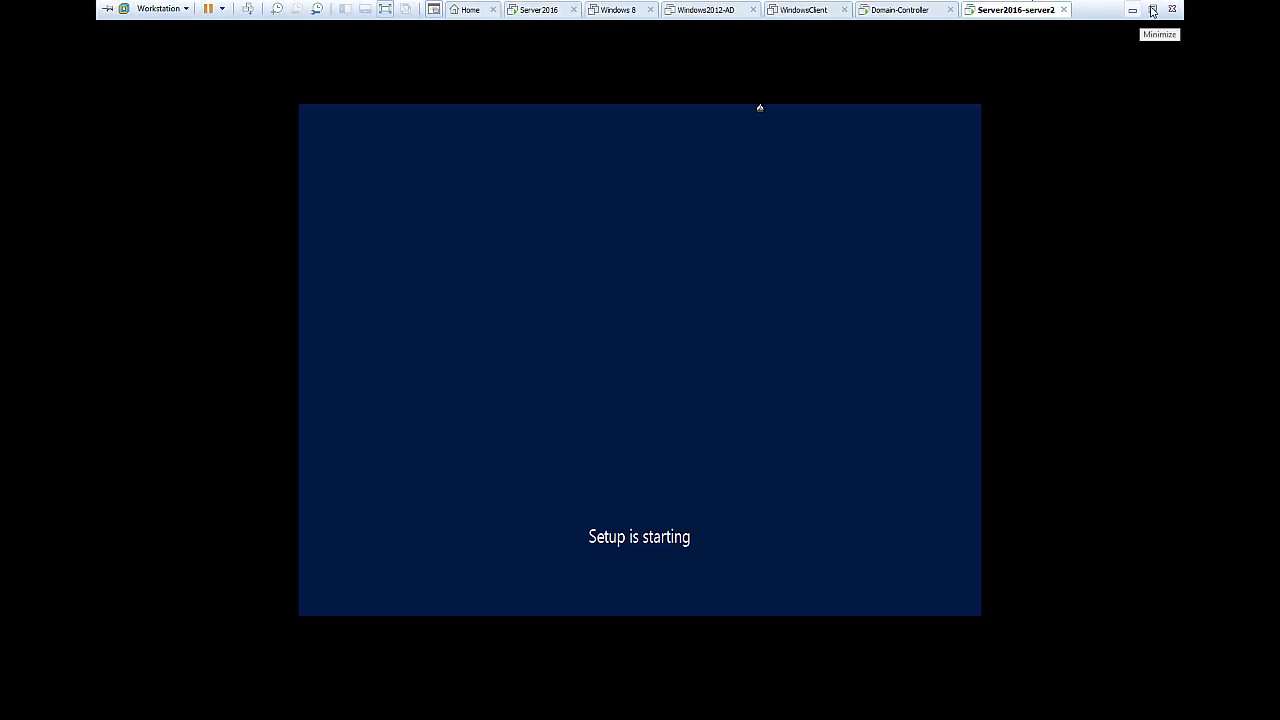 Workstation Home Server2016 Windows 8 Windows2012-AD WindowsClient Domain-Controller Server2016-server2
Minimize
Setup is starting